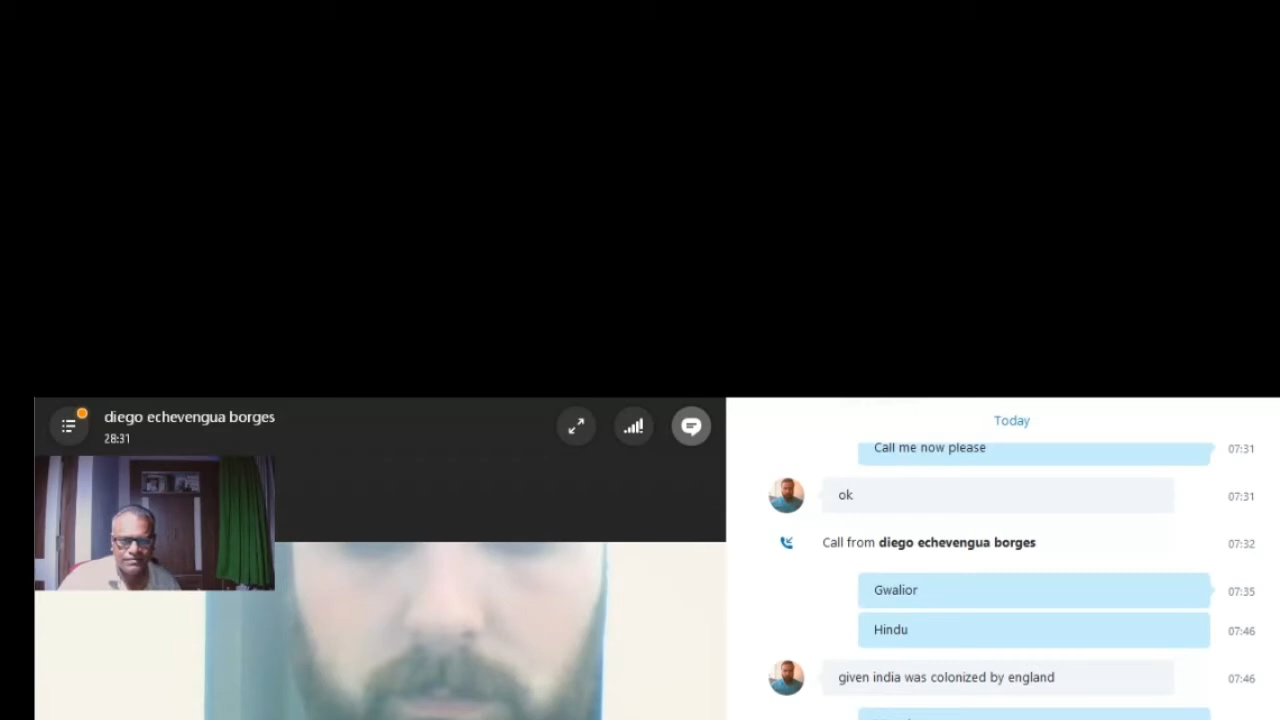 diego echevengua borges
28:31
Today
Call me now please 07:31
ok 07:31
Call from diego echevengua borges 07:32
Gwalior 07:35
Hindu 07:46
given india was colonized by england 07:46